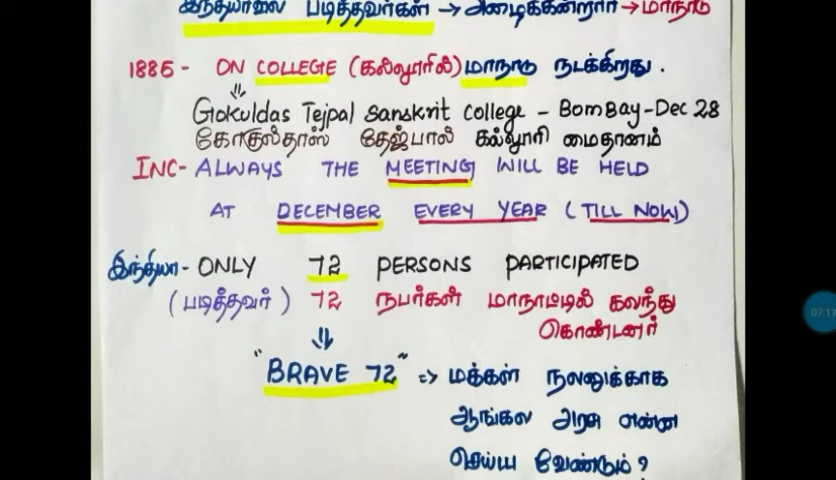 இந்தியாவை படித்தவர்கள் → அழைக்கின்றார் → மாநாடு
1885 - ON COLLEGE (கல்லூரில்) மாநாடு நடக்கிறது.
Gokuldas Tejpal Sanskrit College - BOMBAY - Dec 28
கோகுல்தாஸ் தேஜ்பால் கல்லூரி மைதானம்
INC - ALWAYS THE MEETING WILL BE HELD
AT DECEMBER EVERY YEAR (TILL NOW)
இந்தியா - ONLY 72 PERSONS PARTICIPATED
(படித்தவர்) 72 நபர்கள் மாநாட்டில் கலந்து
கொண்டனர்
"BRAVE 72" => மக்கள் நலனுக்காக
ஆங்கில அரசு என்ன
செய்ய வேண்டும்?
07:17